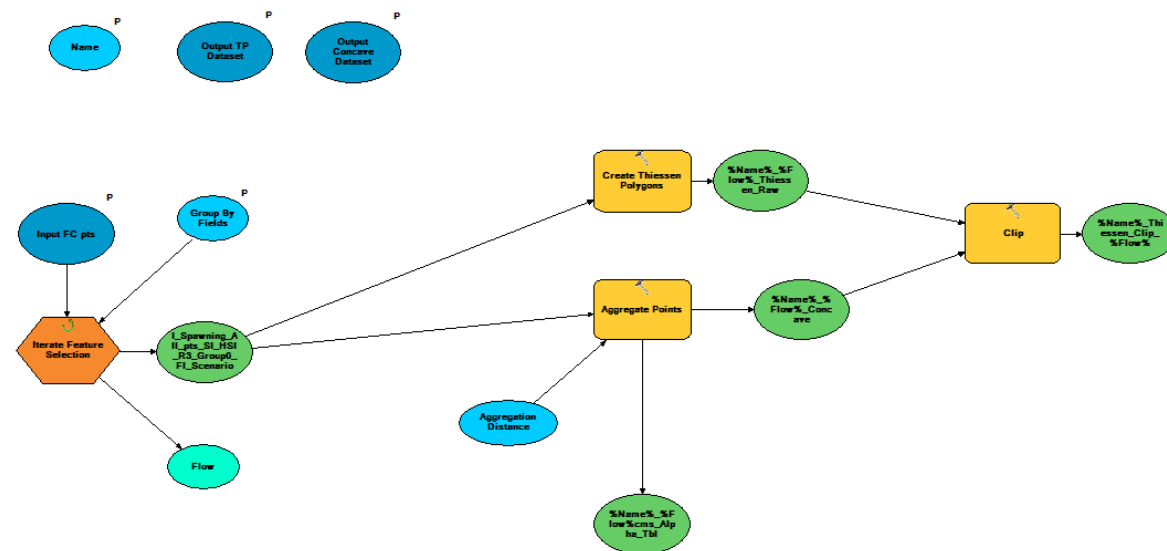 P
P
P
Name
Output TP
Dataset
Output
Concave
Dataset
Create Thiessen
Polygons
%Name%_%F
low%_Thiess
en_Raw
P
P
Group By
Fields
Input FC pts
Clip
%Name%_Thi
essen_Clip_
%Flow%
Aggregate Points
%Name%_%
Flow%_Conc
ave
Iterate Feature
Selection
I_Spawning_A
ll_pts_SI_HSI
_R3_Group0_
FI_Scenario
Aggregation
Distance
Flow
%Name%_%F
low%cms_Alp
ha_Tbl